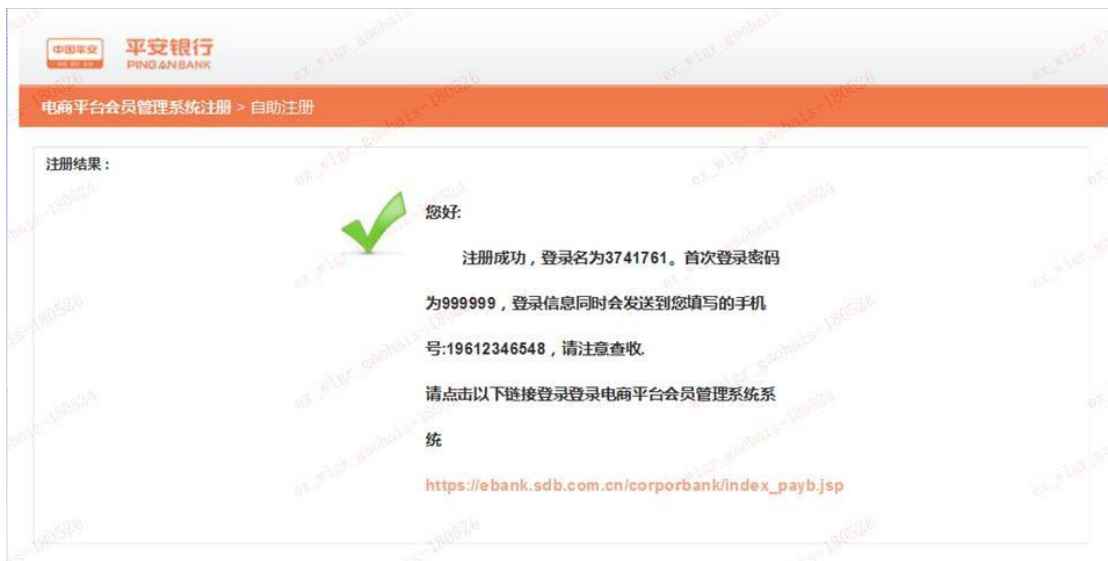 中国平安
平安银行
PINGAN BANK
电商平台会员管理系统注册 > 自助注册
注册结果：
您好:
注册成功，登录名为3741761。首次登录密码
为999999，登录信息同时会发送到您填写的手机
号:19612346548，请注意查收.
请点击以下链接登录登录电商平台会员管理系统系
统
https://ebank.sdb.com.cn/corporbank/index_payb.jsp